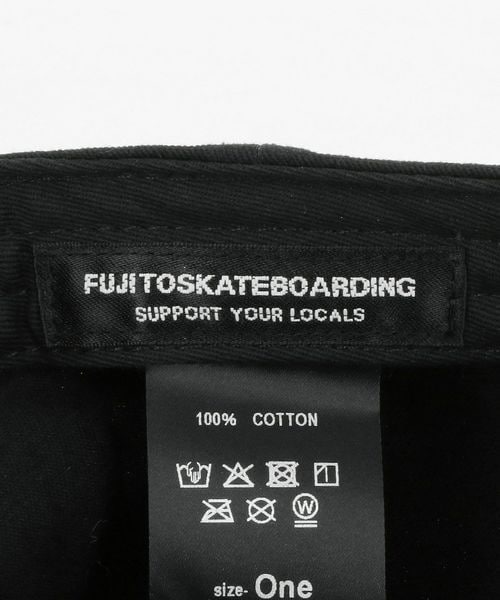 FUJITOSKATEBOARDING
SUPPORT YOUR LOCALS
100% COTTON
W
size- One